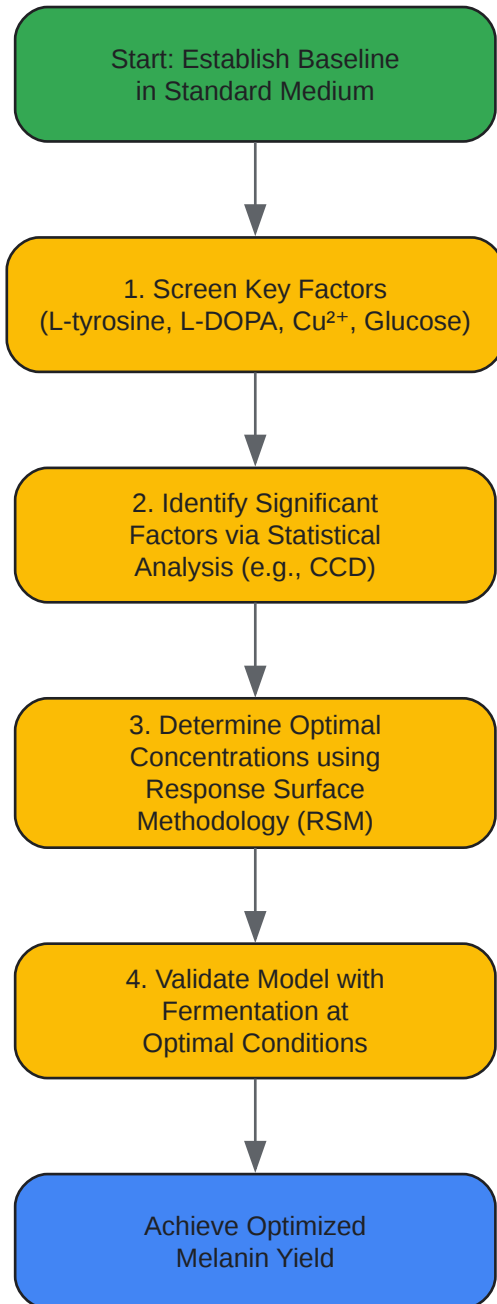 Start: Establish Baseline
in Standard Medium
1. Screen Key Factors
(L-tyrosine, L-DOPA, Cu²⁺, Glucose)
2. Identify Significant
Factors via Statistical
Analysis (e.g., CCD)
3. Determine Optimal
Concentrations using
Response Surface
Methodology (RSM)
4. Validate Model with
Fermentation at
Optimal Conditions
Achieve Optimized
Melanin Yield